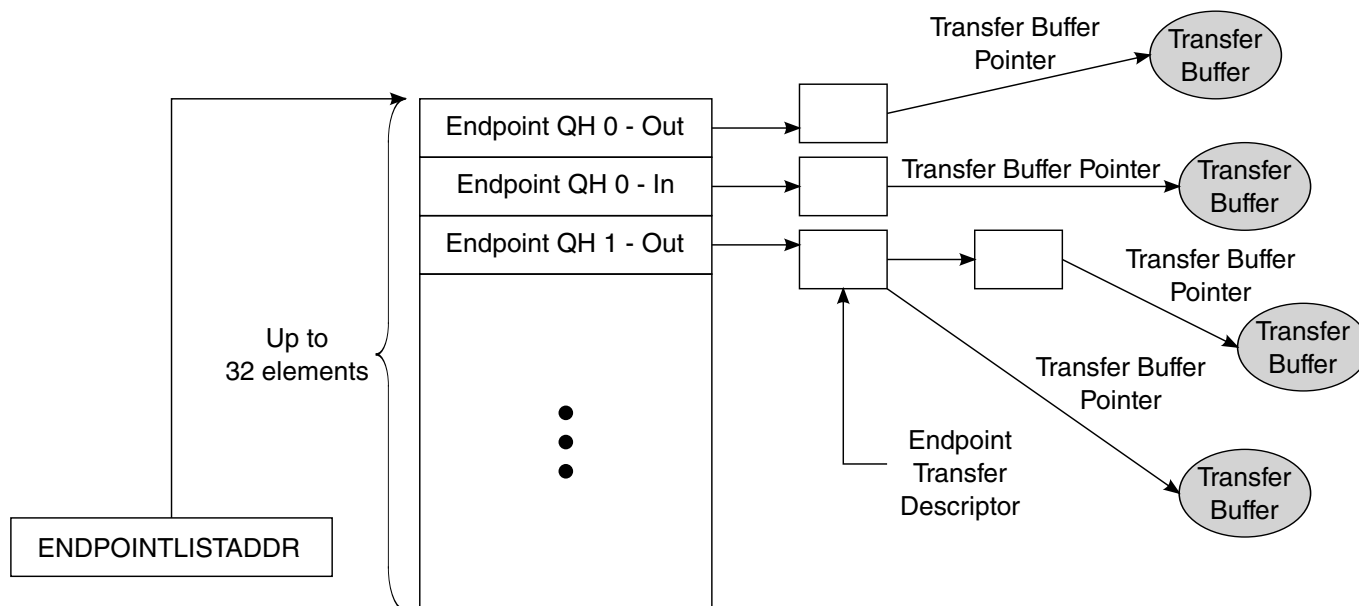 Transfer Buffer
Pointer
Transfer
Buffer
Endpoint QH 0 - Out
Endpoint QH 0 - In
Transfer Buffer Pointer
Transfer
Buffer
Endpoint QH 1 - Out
Transfer Buffer
Pointer
Transfer
Buffer
Up to
32 elements
Transfer Buffer
Pointer
Endpoint
Transfer
Descriptor
Transfer
Buffer
ENDPOINTLISTADDR